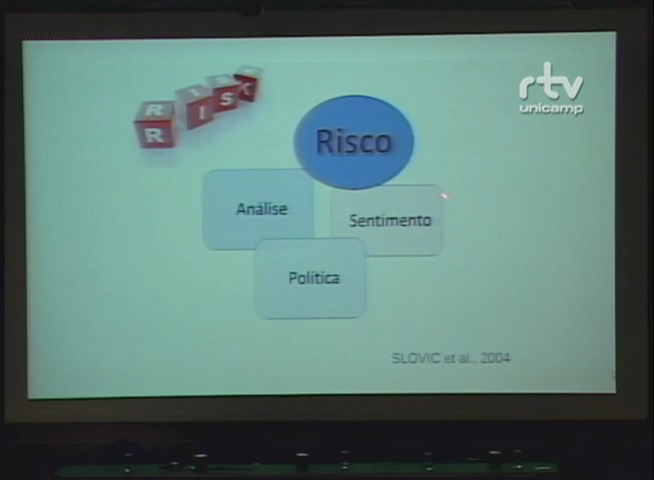 RISK
rtv
unicamp
Risco
Análise
Sentimento
Política
SLOVIC et al., 2004